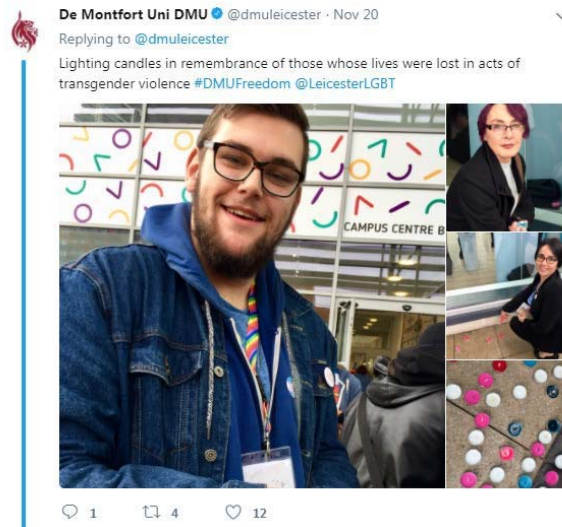 De Montfort Uni DMU @dmuleicester · Nov 20
Replying to @dmuleicester
Lighting candles in remembrance of those whose lives were lost in acts of
transgender violence #DMUFreedom @LeicesterLGBT
CAMPUS CENTRE B
1 4 12